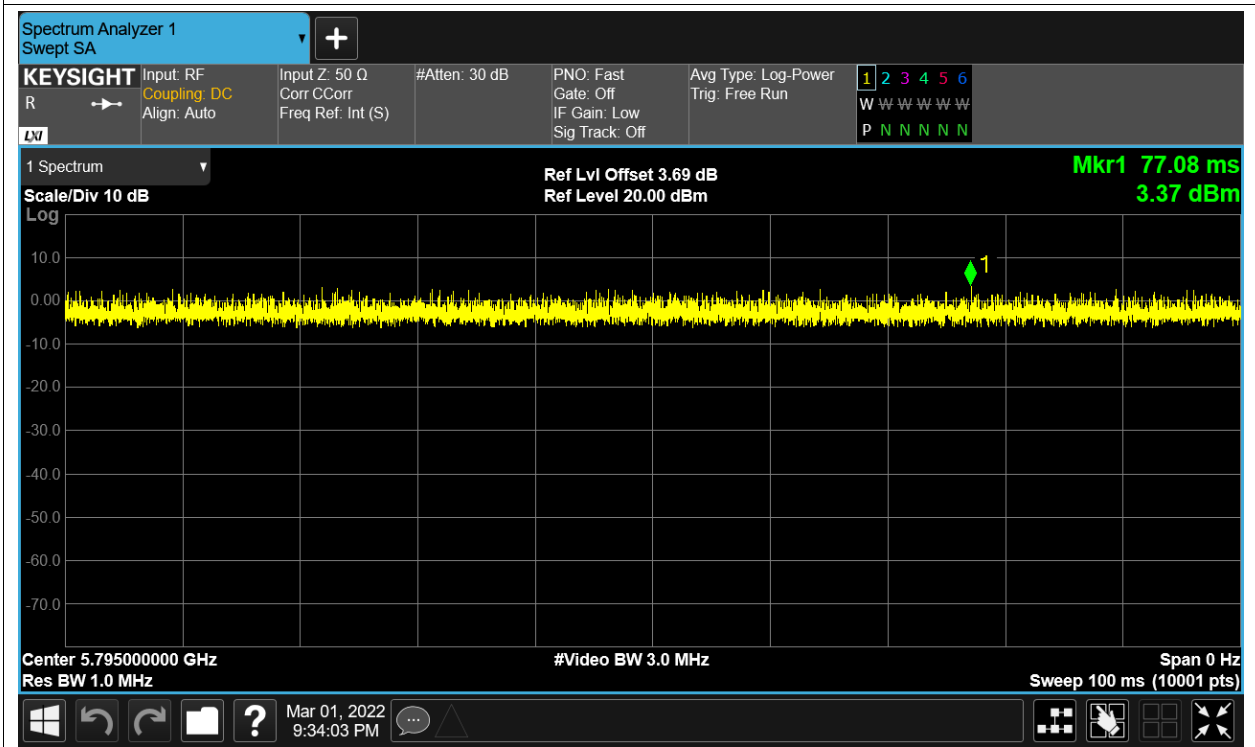 Spectrum Analyzer 1
Swept SA
+
KEYSIGHT Input: RF Input Z: 50 Ω #Atten: 30 dB PNO: Fast Avg Type: Log-Power 1 2 3 4 5 6
R Coupling: DC Corr CCorr Gate: Off Trig: Free Run W W W W W W
Align: Auto Freq Ref: Int (S) IF Gain: Low
LXI Sig Track: Off P N N N N N
1 Spectrum Ref Lvl Offset 3.69 dB Mkr1 77.08 ms
Scale/Div 10 dB Ref Level 20.00 dBm 3.37 dBm
Log
10.0
1
0.00
-10.0
-20.0
-30.0
-40.0
-50.0
-60.0
-70.0
Center 5.795000000 GHz #Video BW 3.0 MHz Span 0 Hz
Res BW 1.0 MHz Sweep 100 ms (10001 pts)
? Mar 01, 2022
9:34:03 PM